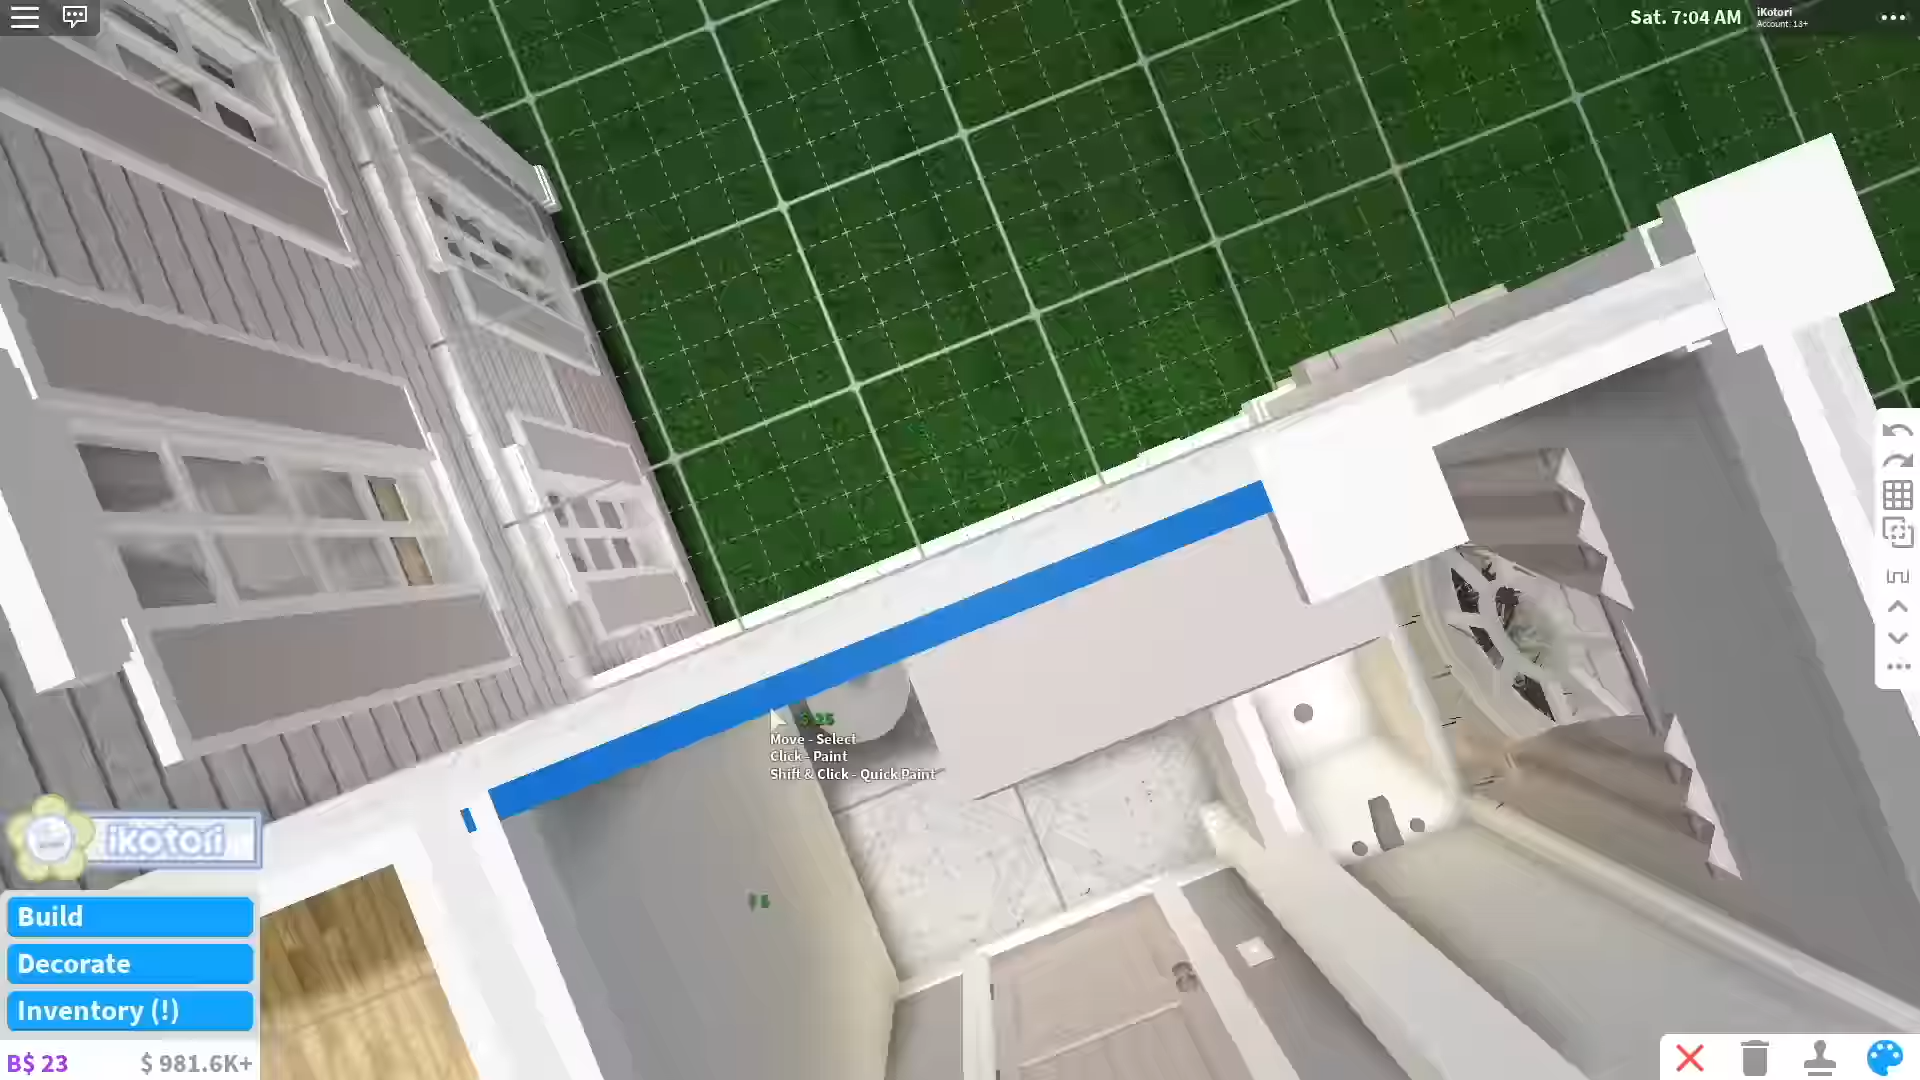 Sat. 7:04 AM
iKotori
Account: 13+
$ 25
Move - Select
Click - Paint
Shift & Click - Quick Paint
ikotori
Build
Decorate
Inventory (!)
B$ 23
$ 981.6K+